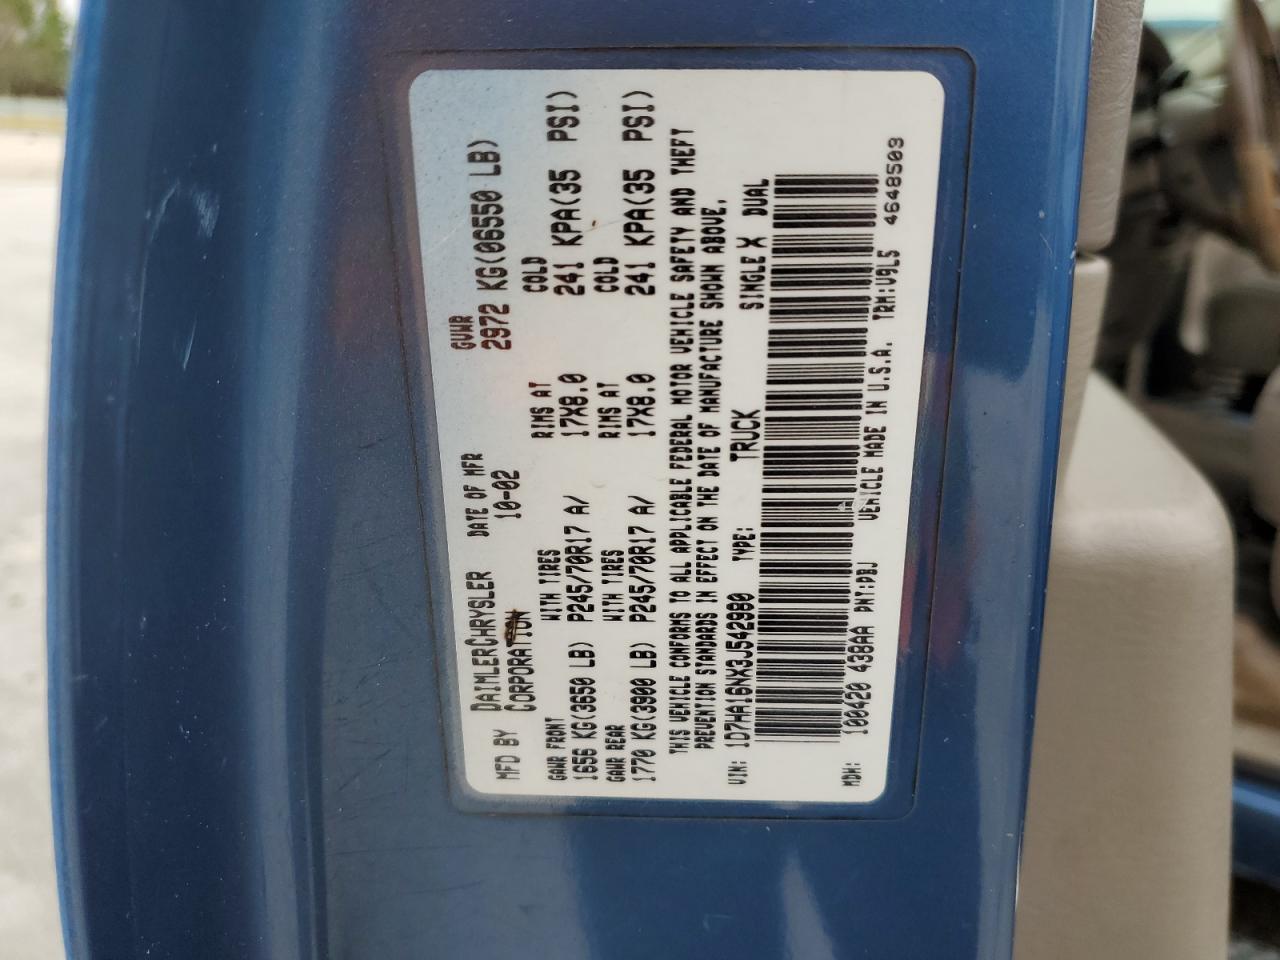 MFD BY DAIMLERCHRYSLER CORPORATION DATE OF MFR 10-02 GVWR 2972 KG(06550 LB)
GAWR FRONT WITH TIRES RIMS AT COLD
1656 KG(3650 LB) P245/70R17 A/ 17X8.0 241 KPA(35 PSI)
GAWR REAR WITH TIRES RIMS AT COLD
1770 KG(3900 LB) P245/70R17 A/ 17X8.0 241 KPA(35 PSI)
THIS VEHICLE CONFORMS TO ALL APPLICABLE FEDERAL MOTOR VEHICLE SAFETY AND THEFT
PREVENTION STANDARDS IN EFFECT ON THE DATE OF MANUFACTURE SHOWN ABOVE.
VIN: 1D7HA16NX3J542980 TYPE: TRUCK SINGLE X DUAL
MDH: 100420 438AA PNT:PBJ VEHICLE MADE IN U.S.A. TRM:V9L5 4648503